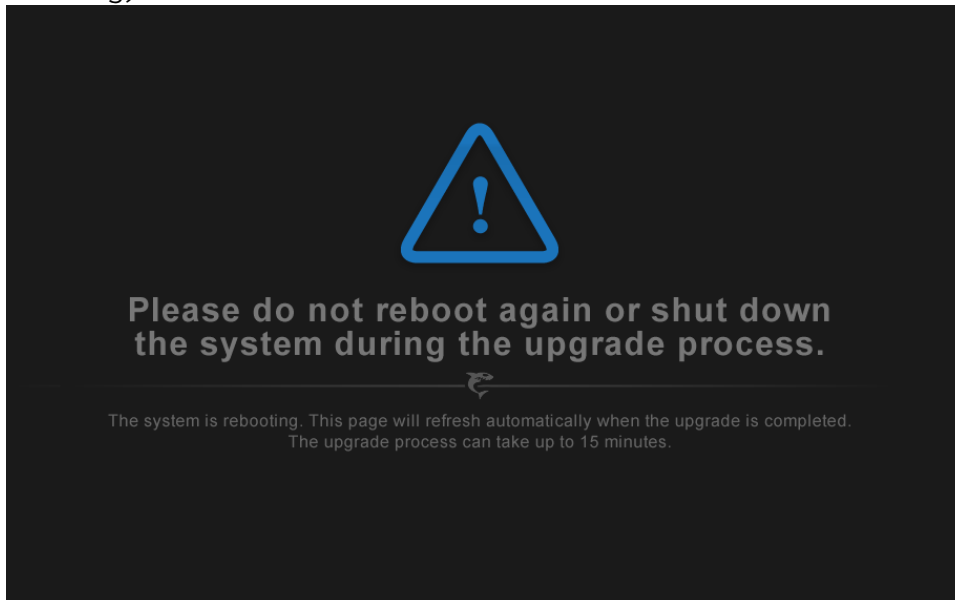 Please do not reboot again or shut down
the system during the upgrade process.
The system is rebooting. This page will refresh automatically when the upgrade is completed.
The upgrade process can take up to 15 minutes.